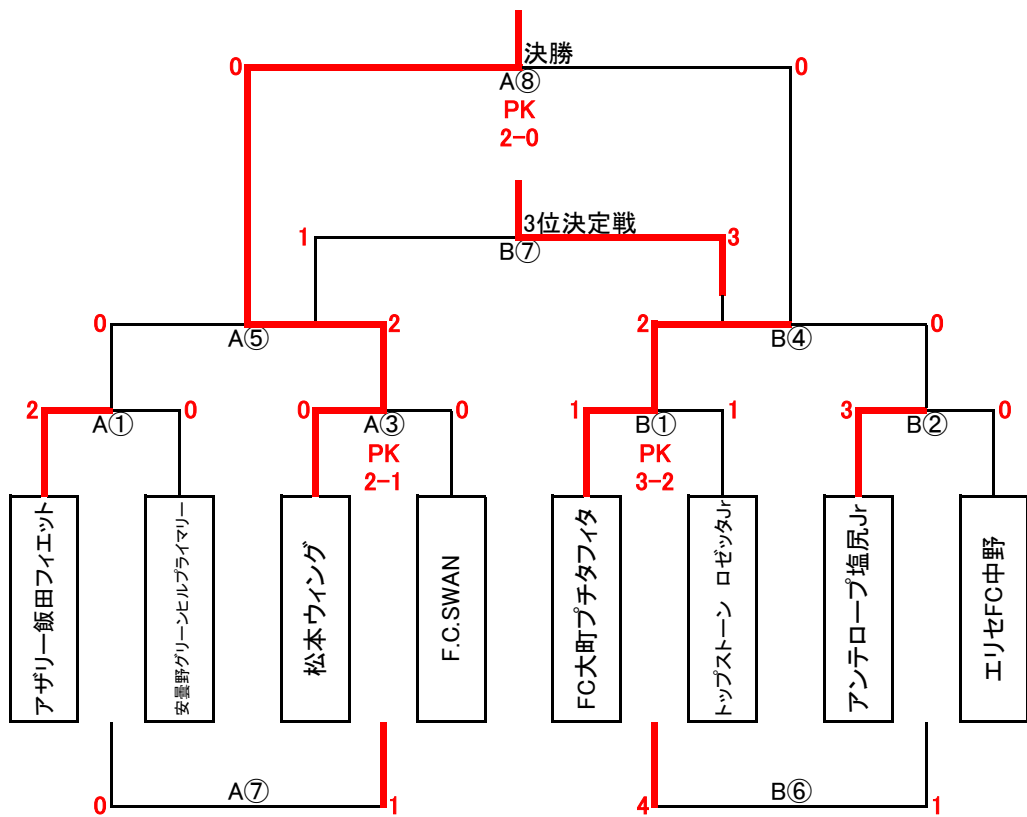 決勝
0
0
A⑧
PK
2-0
3位決定戦
1
3
B⑦
0
2
2
0
A⑤
B④
2
0
0
0
1
1
3
0
A①
A③
B①
B②
PK
PK
2-1
3-2
アザリー飯田フィエット
安曇野グリーンヒルプライマリー
松本ウィング
F.C.SWAN
FC大町プチタフィタ
トップストーン ロゼッタJr
アンテロープ塩尻Jr
エリセFC中野
A⑦
B⑥
0
1
4
1